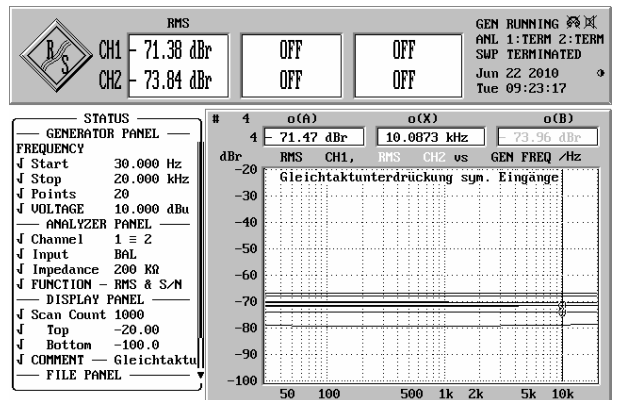 RMS
R/S
CH1 - 71.38 dBr OFF OFF
CH2 - 73.84 dBr OFF OFF
GEN RUNNING
ANL 1:TERM 2:TERM
SWP TERMINATED
Jun 22 2010
Tue 09:23:17
STATUS
GENERATOR PANEL
FREQUENCY
Start 30.000 Hz
Stop 20.000 kHz
Points 20
VOLTAGE 10.000 dBu
ANALYZER PANEL
Channel 1 ≡ 2
Input BAL
Impedance 200 KΩ
FUNCTION - RMS & S/N
DISPLAY PANEL
Scan Count 1000
Top -20.00
Bottom -100.0
COMMENT — Gleichtaktu
FILE PANEL
# 4 o(A) o(X) o(B)
4 - 71.47 dBr 10.0873 kHz - 73.96 dBr
dBr RMS CH1, RMS CH2 vs GEN FREQ /Hz
Gleichtaktunterdrückung sym. Eingänge
-20
-30
-40
-50
-60
-70
-80
-90
-100
50 100 500 1k 2k 5k 10k